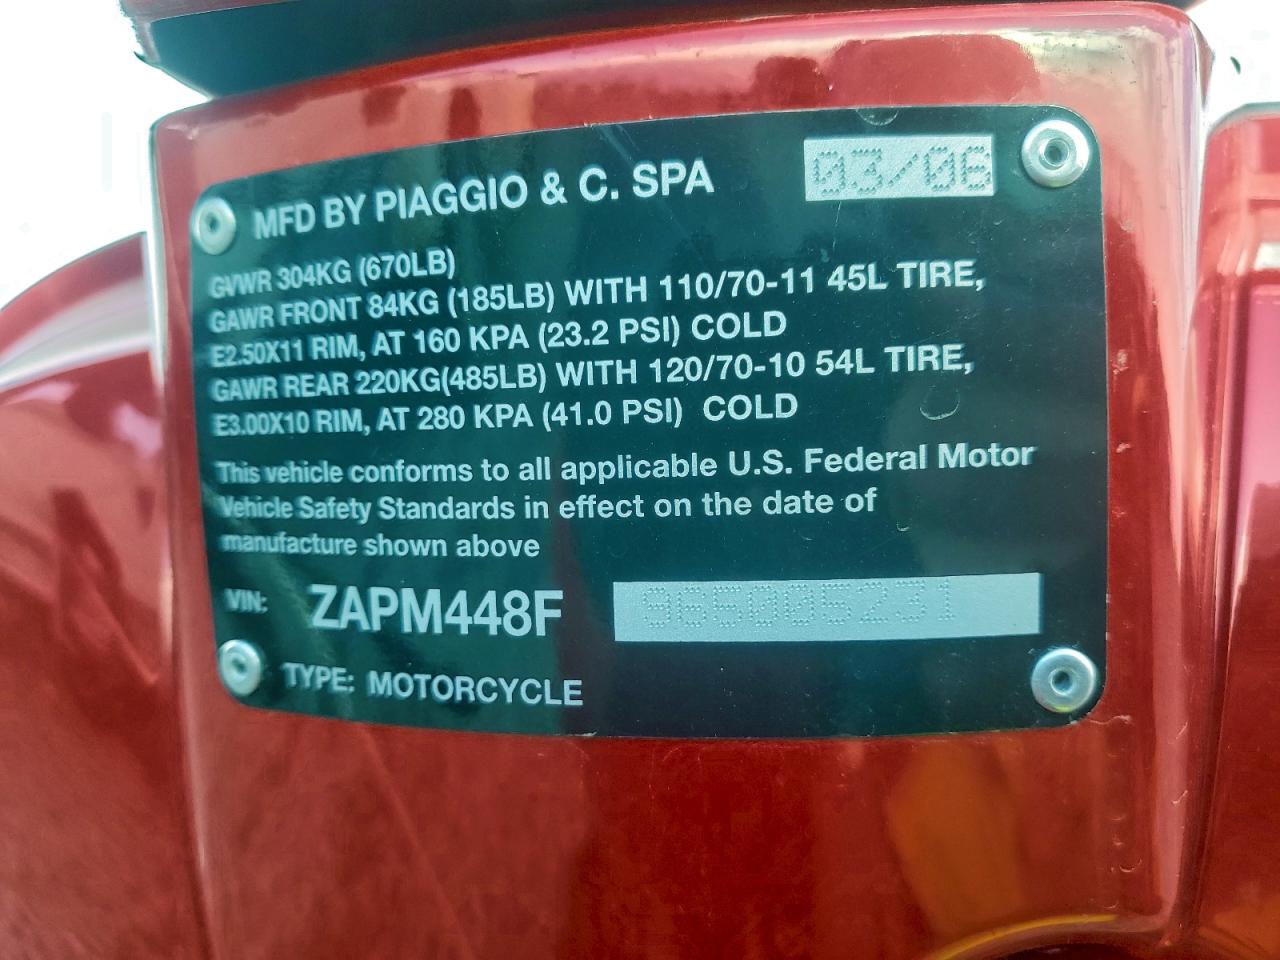 MFD BY PIAGGIO & C. SPA 03/06
GVWR 304KG (670LB)
GAWR FRONT 84KG (185LB) WITH 110/70-11 45L TIRE,
E2.50X11 RIM, AT 160 KPA (23.2 PSI) COLD
GAWR REAR 220KG(485LB) WITH 120/70-10 54L TIRE,
E3.00X10 RIM, AT 280 KPA (41.0 PSI) COLD
This vehicle conforms to all applicable U.S. Federal Motor
Vehicle Safety Standards in effect on the date of
manufacture shown above
VIN: ZAPM448F 965005231
TYPE: MOTORCYCLE